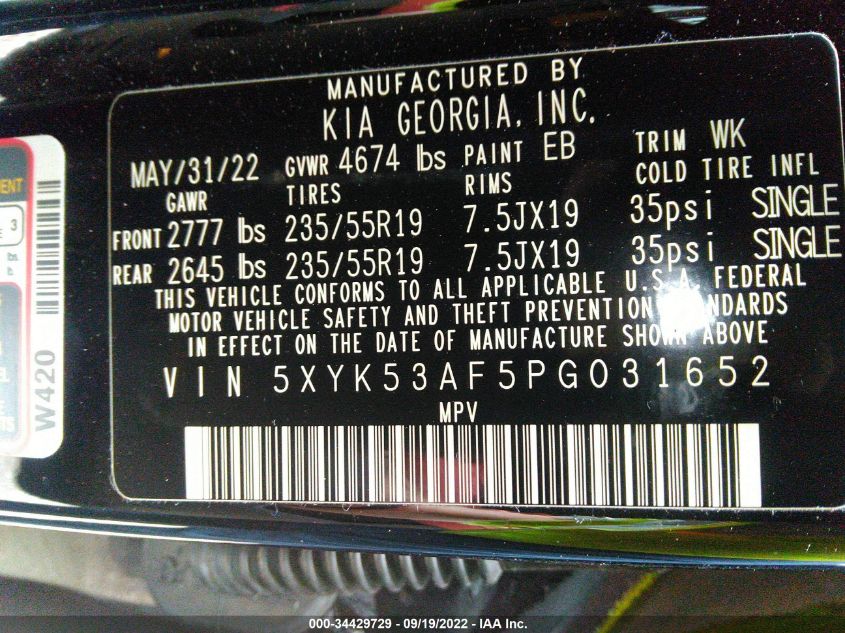 MANUFACTURED BY
KIA GEORGIA, INC.
MAY/31/22 GVWR 4674 lbs PAINT EB TRIM WK
GAWR TIRES RIMS COLD TIRE INFL
FRONT 2777 lbs 235/55R19 7.5JX19 35psi SINGLE
REAR 2645 lbs 235/55R19 7.5JX19 35psi SINGLE
THIS VEHICLE CONFORMS TO ALL APPLICABLE U.S.A. FEDERAL
MOTOR VEHICLE SAFETY AND THEFT PREVENTION STANDARDS
IN EFFECT ON THE DATE OF MANUFACTURE SHOWN ABOVE
VIN 5XYK53AF5PG031652
MPV
3
W420
000-34429729 - 09/19/2022 - IAA Inc.